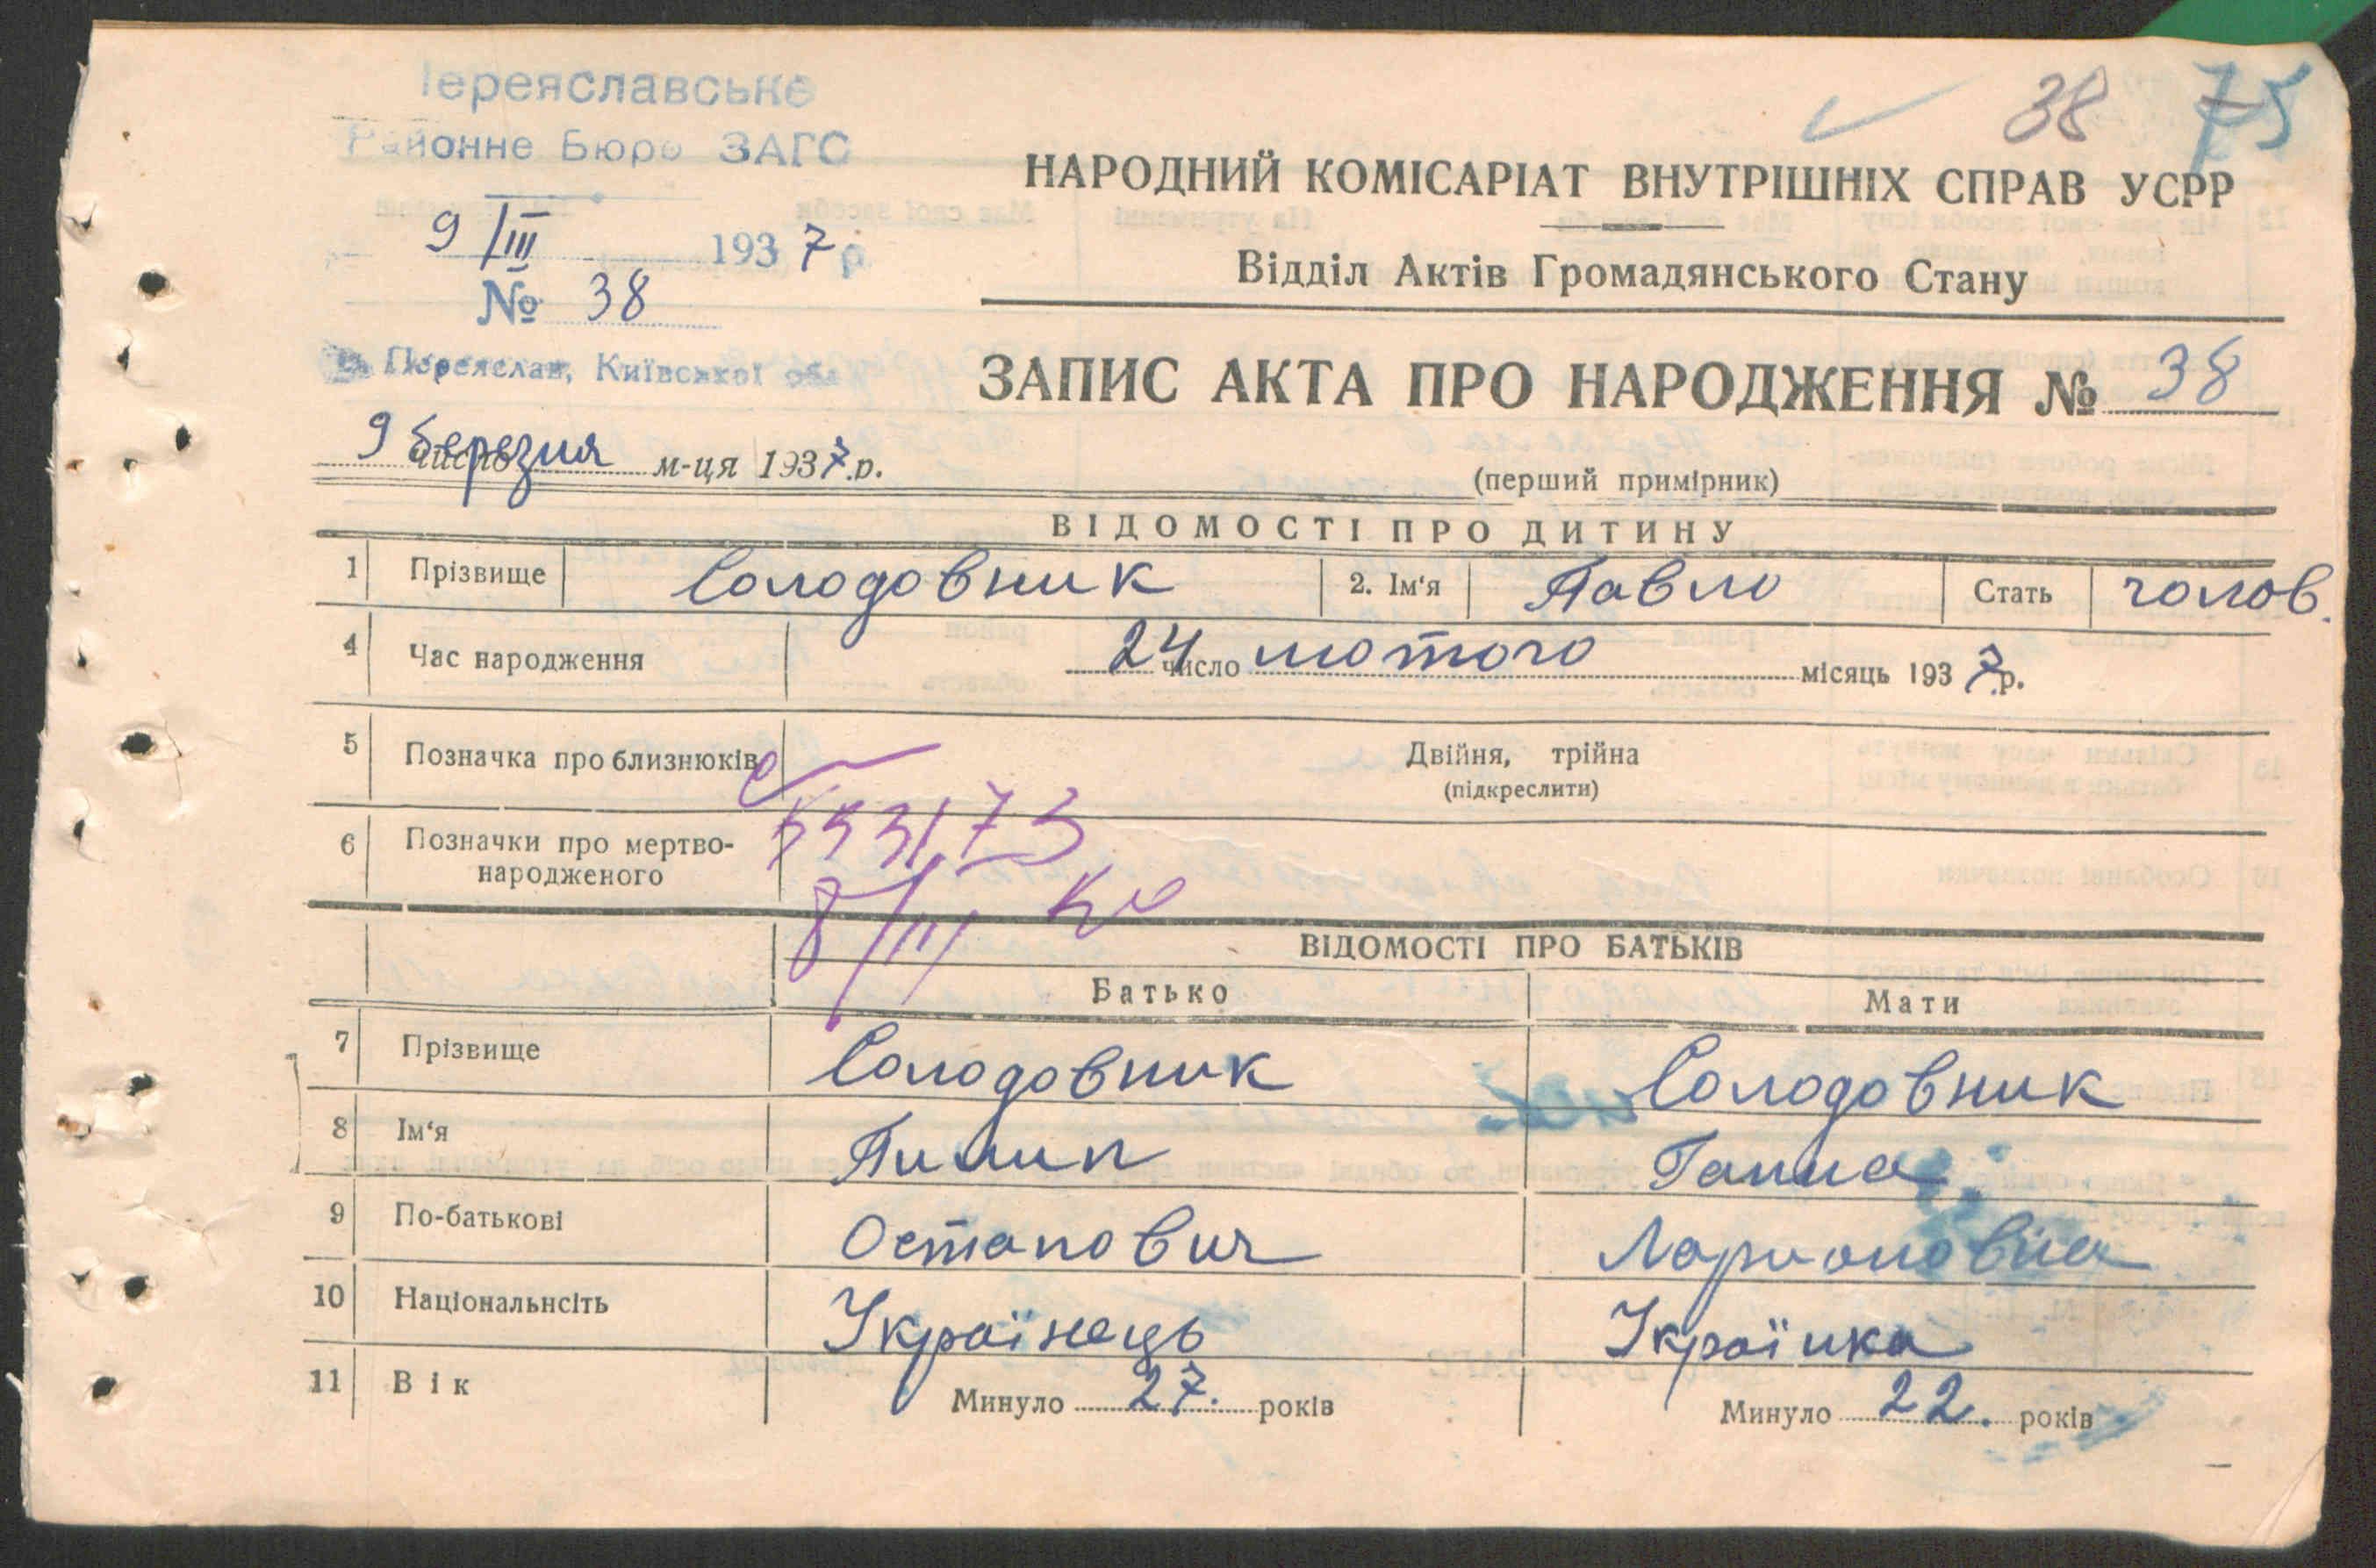 Переяславське
Районне Бюро ЗАГС
9/III 1937 р
№ 38
м. Переяслав, Київської обл
38 75
НАРОДНИЙ КОМІСАРІАТ ВНУТРІШНІХ СПРАВ УСРР
Відділ Актів Громадянського Стану
ЗАПИС АКТА ПРО НАРОДЖЕННЯ № 38
9 березня число м-ця 1937.р.
(перший примірник)
ВІДОМОСТІ ПРО ДИТИНУ
1 Прізвище Солодовник 2. Ім'я Павло Стать чолов.
4 Час народження 24 число лютого місяць 1937.р.
5 Позначка про близнюків Двійня, трійна
(підкреслити)
6 Позначки про мертво-
народженого
ВІДОМОСТІ ПРО БАТЬКІВ
Батько Мати
7 Прізвище Солодовник Солодовник
8 Ім'я Пилип Ганна
9 По-батькові Остапович Ларионовна
10 Національнсіть Українець Українка
11 Вік Минуло 27. років Минуло 22. років